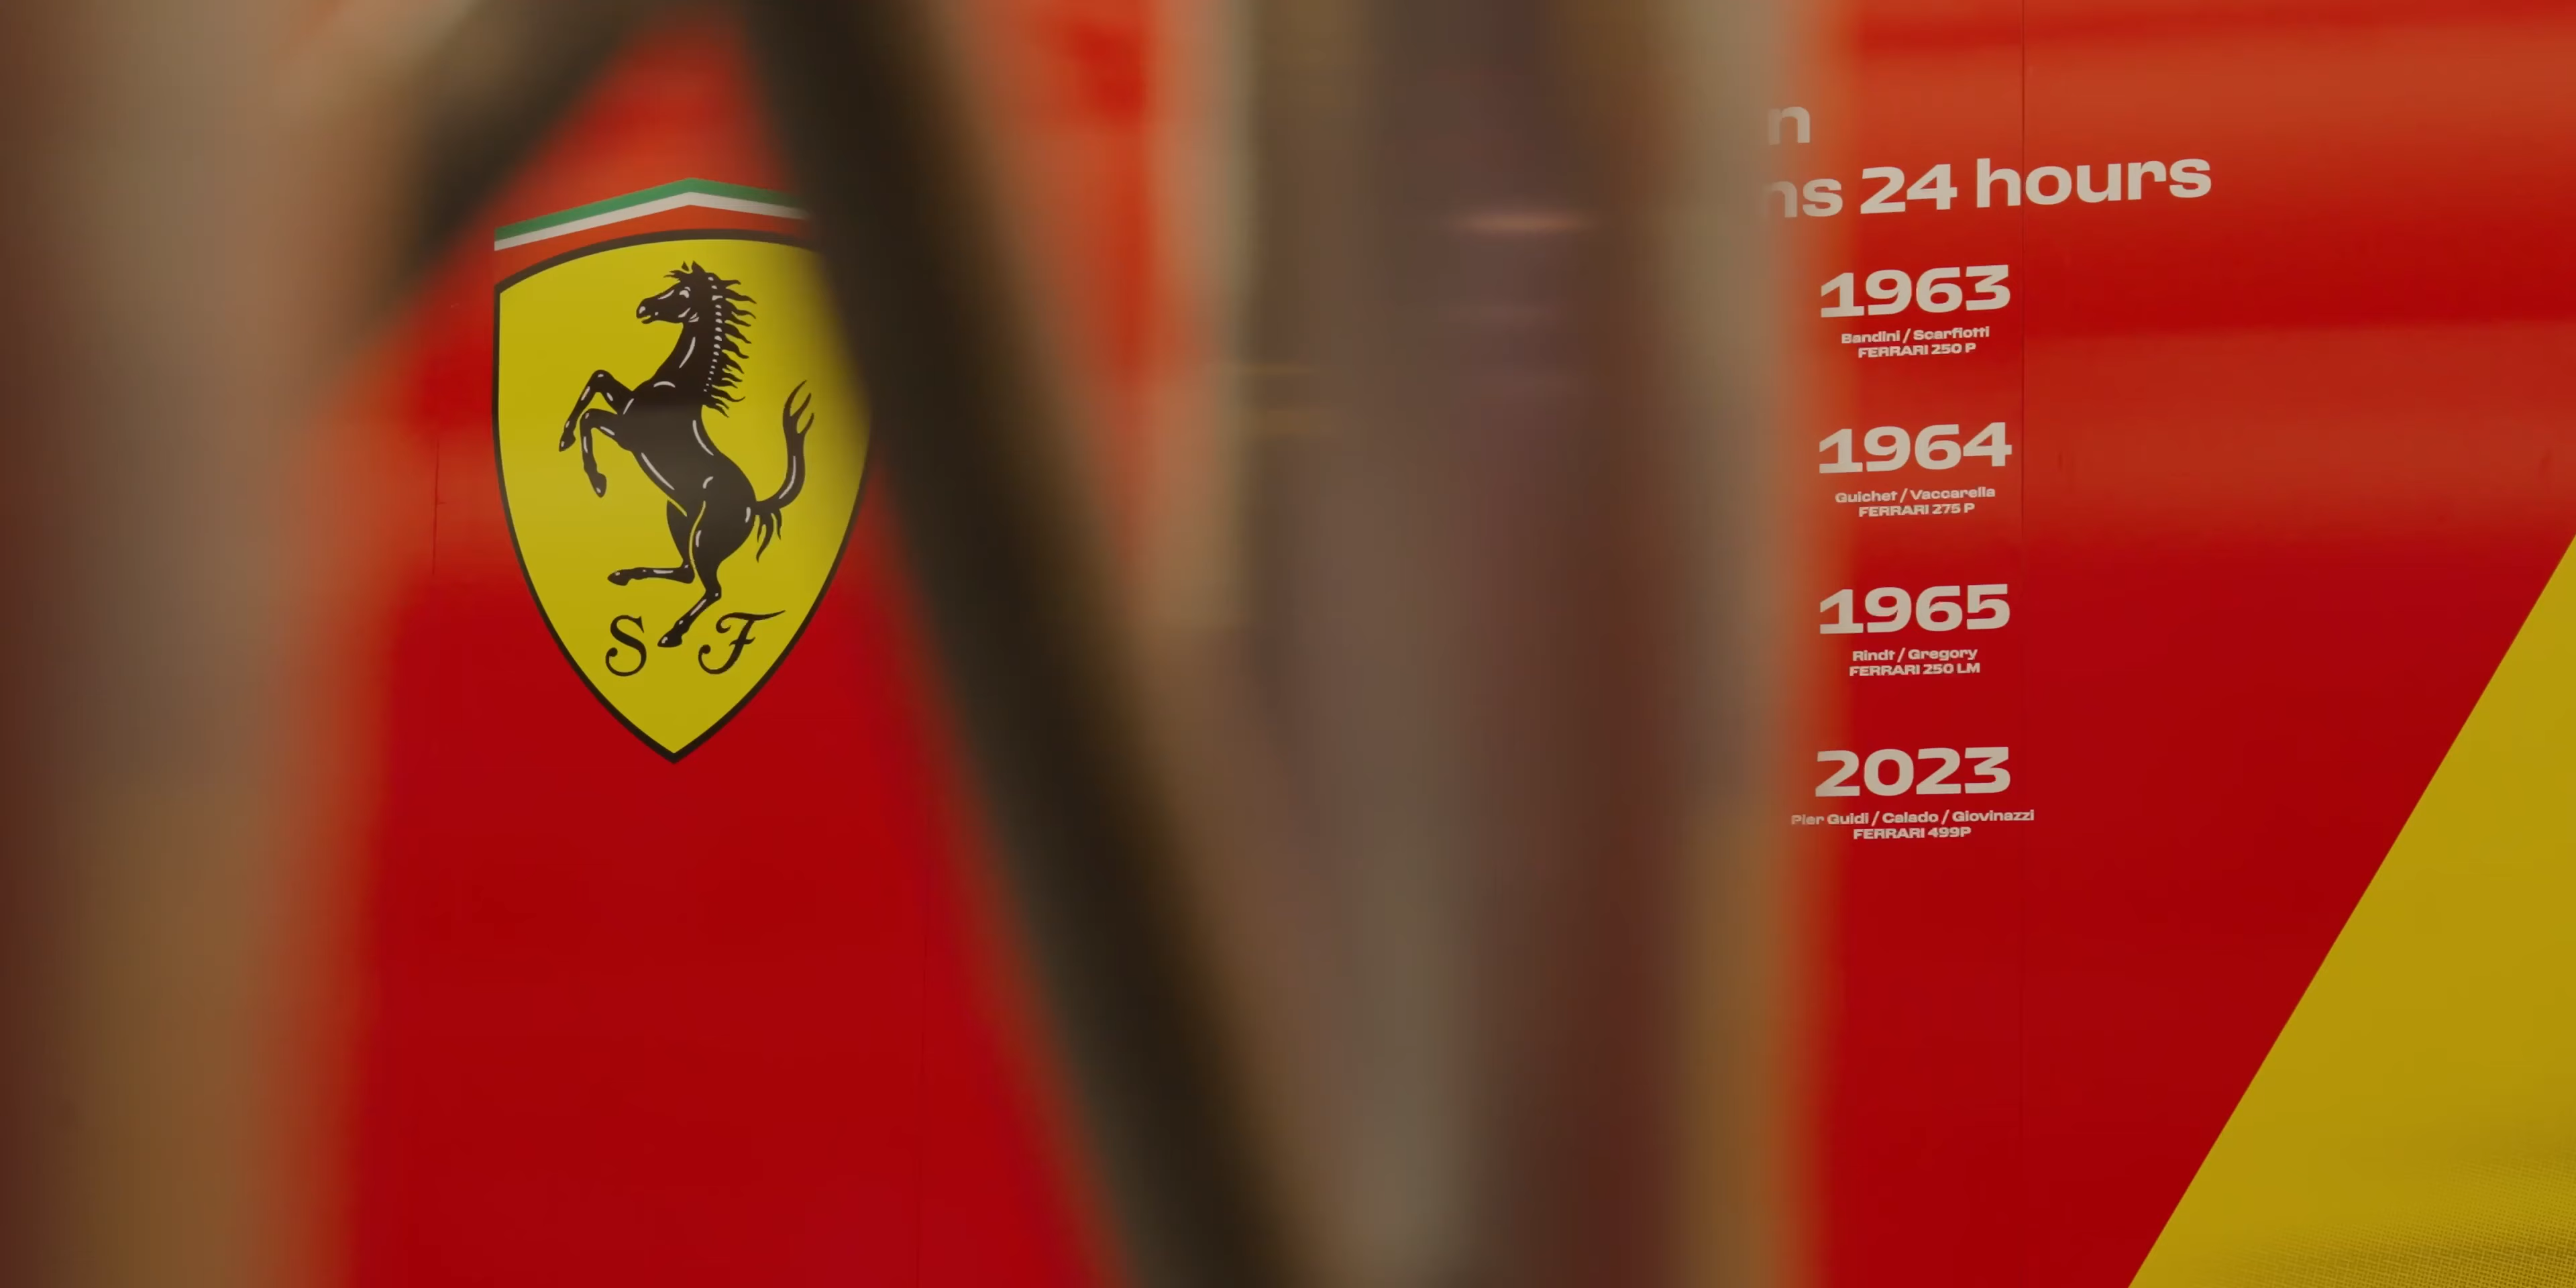 S F
n
ns 24 hours
1963
Bandini / Scarfiotti
FERRARI 250 P
1964
Guichet / Vaccarella
FERRARI 275 P
1965
Rindt / Gregory
FERRARI 250 LM
2023
Pier Guidi / Calado / Giovinazzi
FERRARI 499P